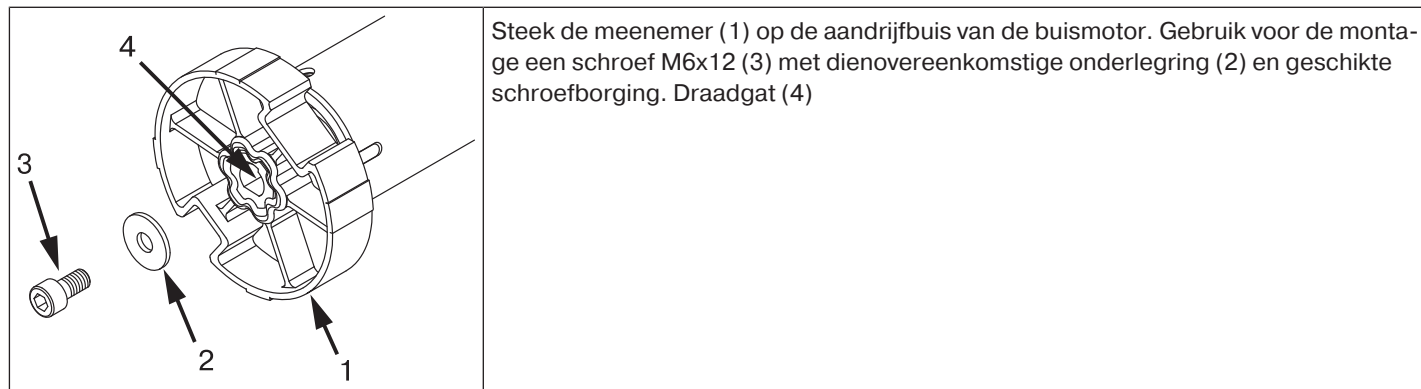 4
3
2
1
Steek de meenemer (1) op de aandrijfbuis van de buismotor. Gebruik voor de monta-
ge een schroef M6x12 (3) met dienovereenkomstige onderlegring (2) en geschikte
schroefborging. Draadgat (4)